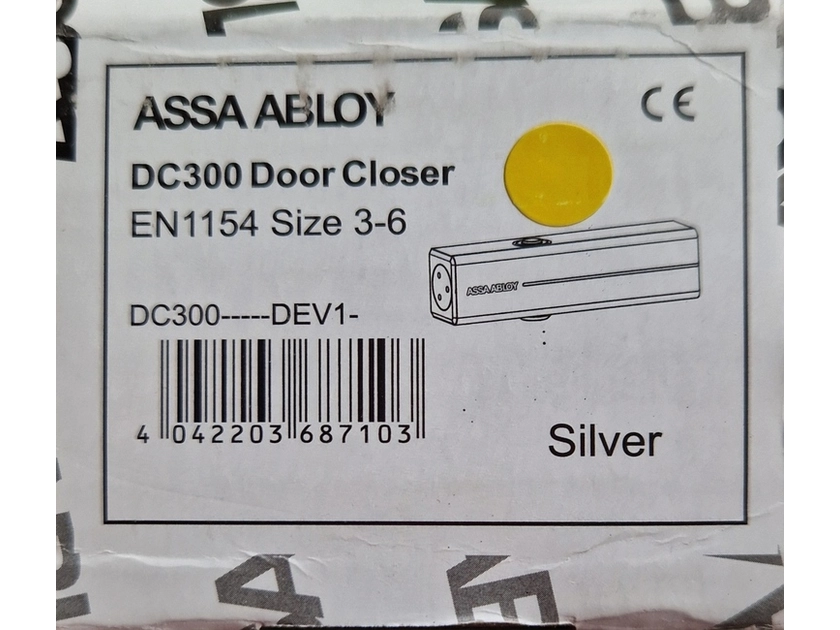 ASSA ABLOY
CE
DC300 Door Closer
EN1154 Size 3-6
ASSA ABLOY
DC300-----DEV1-
4 042203 687103
Silver